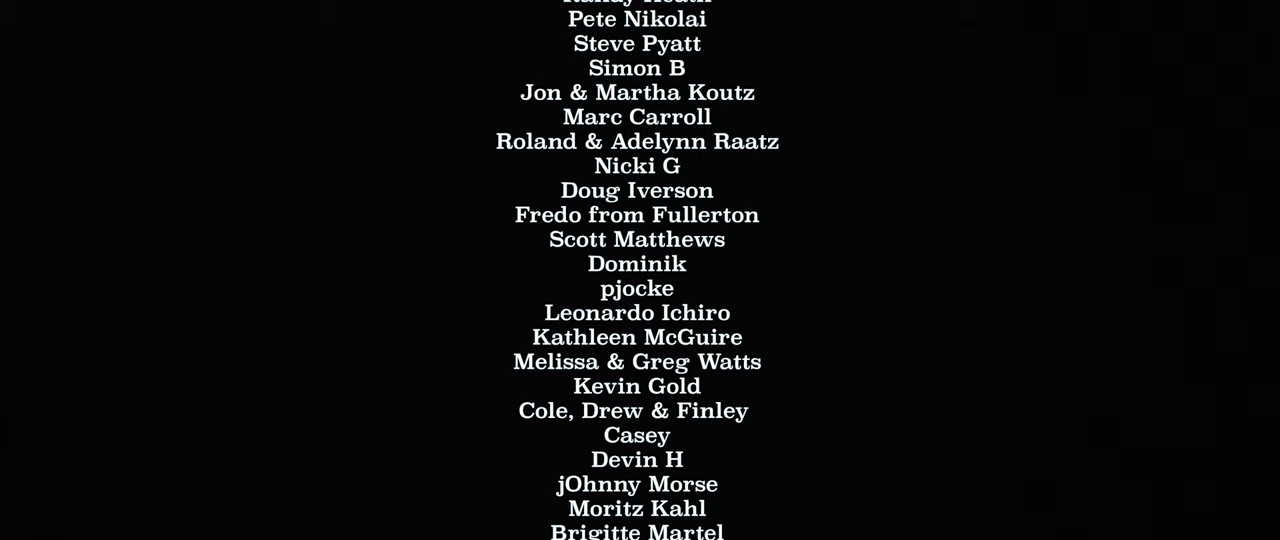 Pete Nikolai
Steve Pyatt
Simon B
Jon & Martha Koutz
Marc Carroll
Roland & Adelynn Raatz
Nicki G
Doug Iverson
Fredo from Fullerton
Scott Matthews
Dominik
pjocke
Leonardo Ichiro
Kathleen McGuire
Melissa & Greg Watts
Kevin Gold
Cole, Drew & Finley
Casey
Devin H
jOhnny Morse
Moritz Kahl
Brigitte Martel